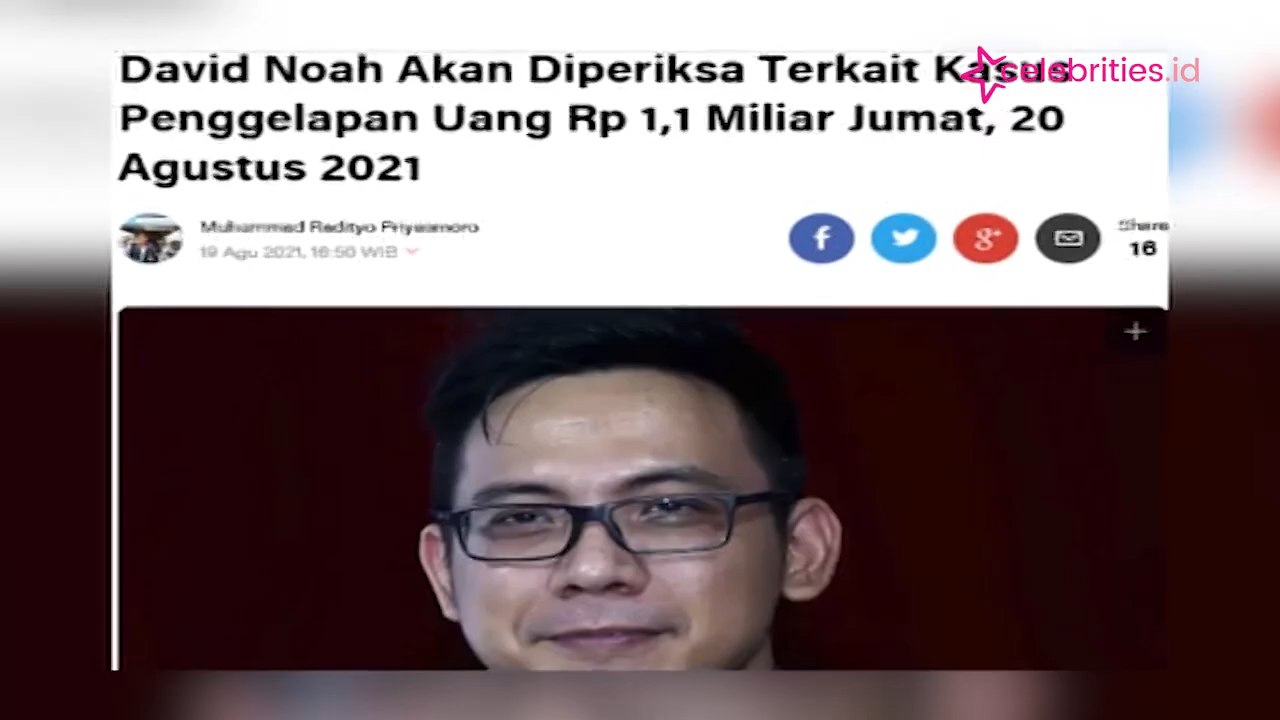 celebrities.id
David Noah Akan Diperiksa Terkait Kasus
Penggelapan Uang Rp 1,1 Miliar Jumat, 20
Agustus 2021
Muhammad Radityo Priyasmoro
19 Agu 2021, 16:50 WIB
Share
16